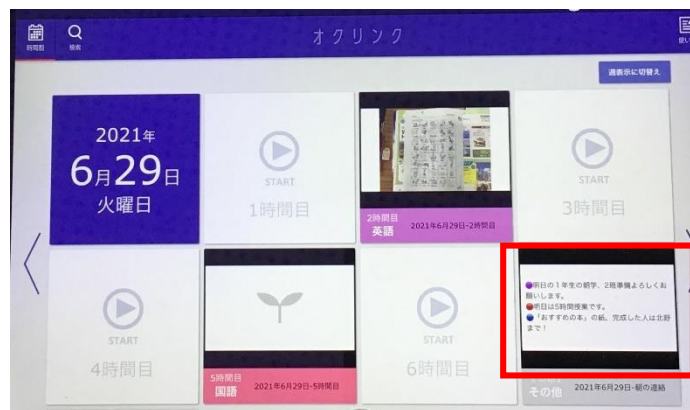 オクリンク
時間割
検索
週表示に切替え
2021年
6月29日
火曜日
START
1時間目
2時間目
英語
2021年6月29日-2時間目
START
3時間目
START
4時間目
5時間目
国語
2021年6月29日-5時間目
START
6時間目
●明日の1年生の朝学、2班準備よろしくお
願いします。
●明日は5時間授業です。
●「おすすめの本」の紙、完成した人は北野
まで！
その他
2021年6月29日-朝の連絡